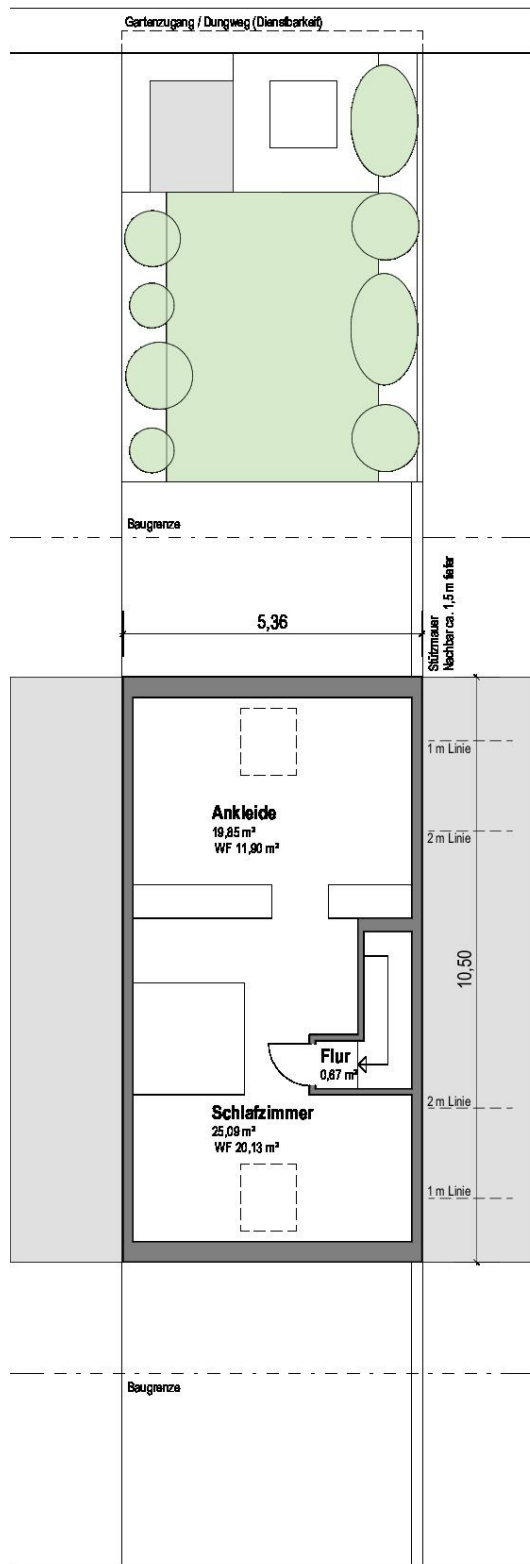 Gartenzugang / Dungweg (Dienstbarkeit)
Baugrenze
Stützmauer
Nachbar ca. 1,5 m tiefer
5,36
1 m Linie
Ankleide
19,85 m²
WF 11,90 m²
2 m Linie
10,50
Flur
0,67 m²
Schlafzimmer
25,09 m²
WF 20,13 m²
2 m Linie
1 m Linie
Baugrenze